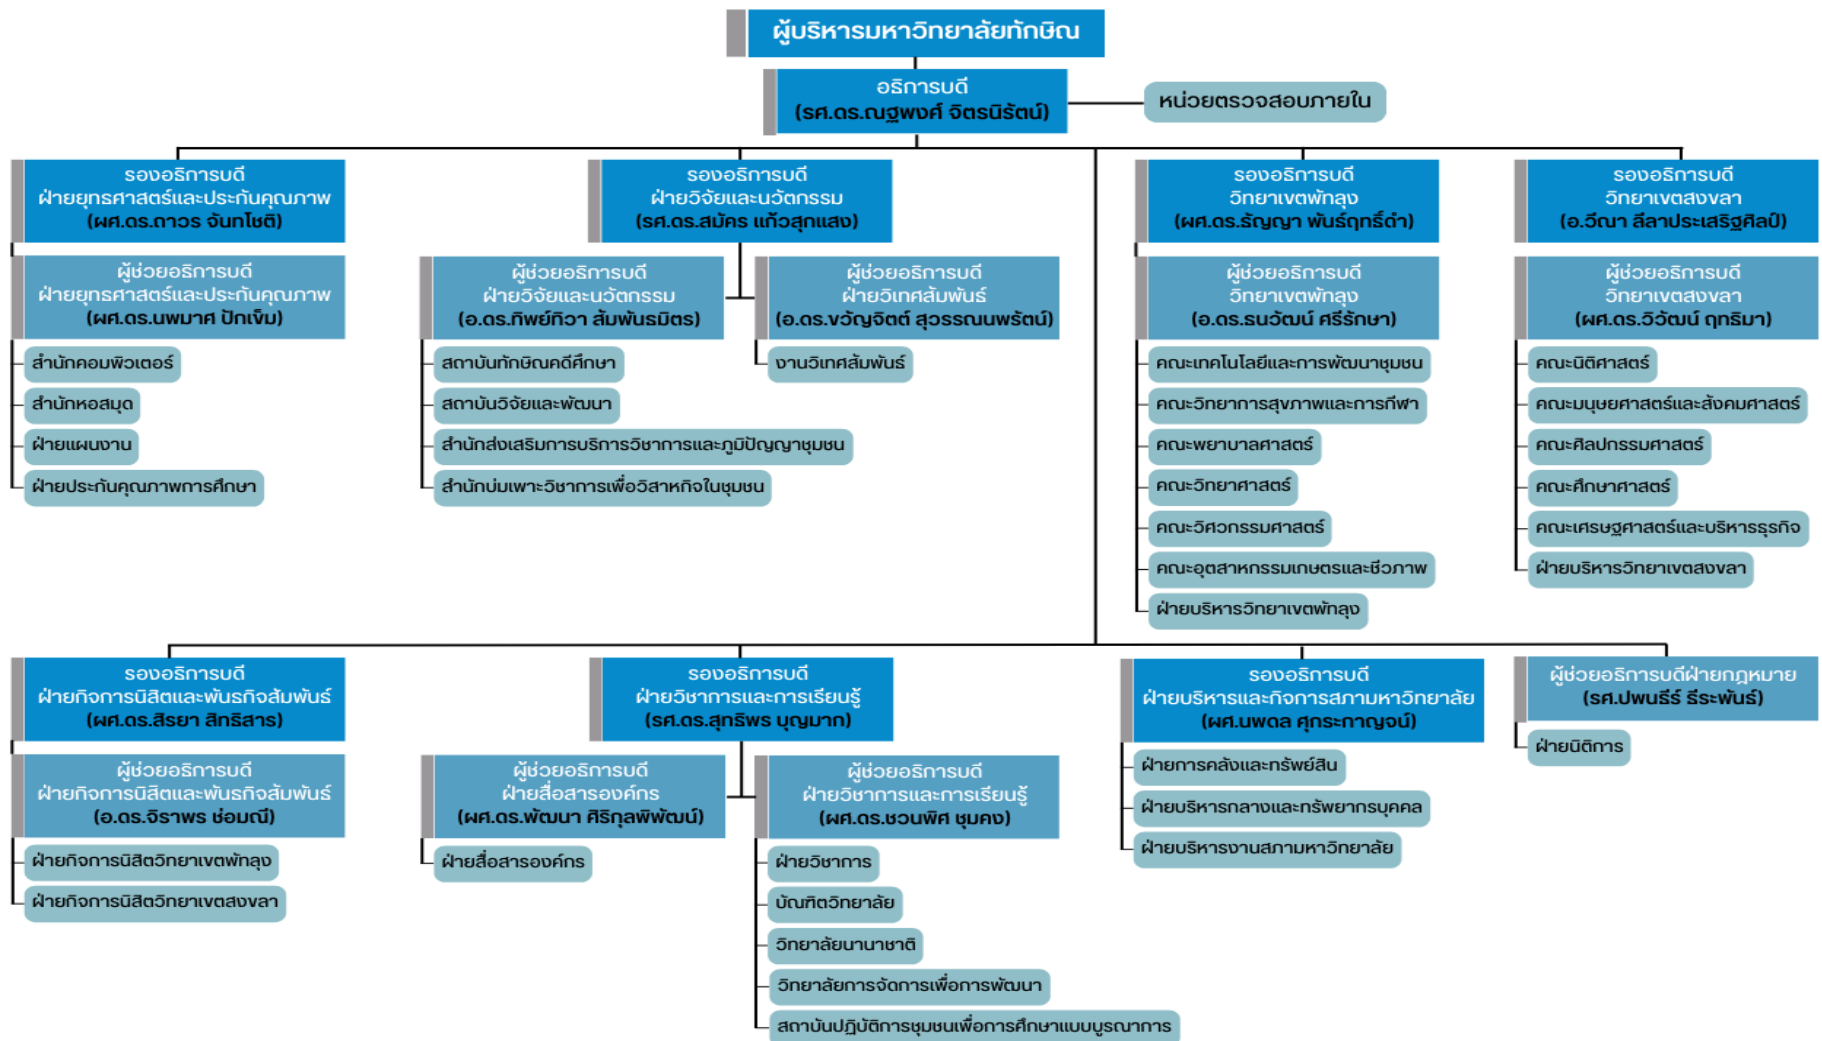 ผู้บริหารมหาวิทยาลัยทักษิณ
อธิการบดี
(รศ.ดร.ณฐพงศ์ จิตรนิรัตน์)
หน่วยตรวจสอบภายใน
รองอธิการบดี
ฝ่ายยุทธศาสตร์และประกันคุณภาพ
(ผศ.ดร.ถาวร จันทโชติ)
ผู้ช่วยอธิการบดี
ฝ่ายยุทธศาสตร์และประกันคุณภาพ
(ผศ.ดร.นพมาศ ปักเข็ม)
สำนักคอมพิวเตอร์
สำนักหอสมุด
ฝ่ายแผนงาน
ฝ่ายประกันคุณภาพการศึกษา
รองอธิการบดี
ฝ่ายวิจัยและนวัตกรรม
(รศ.ดร.สมัคร แก้วสุกแสง)
ผู้ช่วยอธิการบดี
ฝ่ายวิจัยและนวัตกรรม
(อ.ดร.ทิพย์ทิวา สัมพันธมิตร)
สถาบันทักษิณคดีศึกษา
สถาบันวิจัยและพัฒนา
สำนักส่งเสริมการบริการวิชาการและภูมิปัญญาชุมชน
สำนักบ่มเพาะวิชาการเพื่อวิสาหกิจในชุมชน
ผู้ช่วยอธิการบดี
ฝ่ายวิเทศสัมพันธ์
(อ.ดร.ขวัญจิตต์ สุวรรณนพรัตน์)
งานวิเทศสัมพันธ์
รองอธิการบดี
วิทยาเขตพัทลุง
(ผศ.ดร.ธัญญา พันธ์ฤทธิ์ดำ)
ผู้ช่วยอธิการบดี
วิทยาเขตพัทลุง
(อ.ดร.ธนวัฒน์ ศรีรักษา)
คณะเทคโนโลยีและการพัฒนาชุมชน
คณะวิทยาการสุขภาพและการกีฬา
คณะพยาบาลศาสตร์
คณะวิทยาศาสตร์
คณะวิศวกรรมศาสตร์
คณะอุตสาหกรรมเกษตรและชีวภาพ
ฝ่ายบริหารวิทยาเขตพัทลุง
รองอธิการบดี
วิทยาเขตสงขลา
(อ.วีณา ลีลาประเสริฐศิลป์)
ผู้ช่วยอธิการบดี
วิทยาเขตสงขลา
(ผศ.ดร.วิวัฒน์ ฤทธิมา)
คณะนิติศาสตร์
คณะมนุษยศาสตร์และสังคมศาสตร์
คณะศิลปกรรมศาสตร์
คณะศึกษาศาสตร์
คณะเศรษฐศาสตร์และบริหารธุรกิจ
ฝ่ายบริหารวิทยาเขตสงขลา
รองอธิการบดี
ฝ่ายกิจการนิสิตและพันธกิจสัมพันธ์
(ผศ.ดร.สิรยา สิทธิสาร)
ผู้ช่วยอธิการบดี
ฝ่ายกิจการนิสิตและพันธกิจสัมพันธ์
(อ.ดร.จิราพร ช่อมณี)
ฝ่ายกิจการนิสิตวิทยาเขตพัทลุง
ฝ่ายกิจการนิสิตวิทยาเขตสงขลา
รองอธิการบดี
ฝ่ายวิชาการและการเรียนรู้
(รศ.ดร.สุทธิพร บุญมาก)
ผู้ช่วยอธิการบดี
ฝ่ายสื่อสารองค์กร
(ผศ.ดร.พัฒนา ศิริกุลพิพัฒน์)
ฝ่ายสื่อสารองค์กร
ผู้ช่วยอธิการบดี
ฝ่ายวิชาการและการเรียนรู้
(ผศ.ดร.ชวนพิศ ชุมคง)
ฝ่ายวิชาการ
บัณฑิตวิทยาลัย
วิทยาลัยนานาชาติ
วิทยาลัยการจัดการเพื่อการพัฒนา
สถาบันปฏิบัติการชุมชนเพื่อการศึกษาแบบบูรณาการ
รองอธิการบดี
ฝ่ายบริหารและกิจการสภามหาวิทยาลัย
(ผศ.นพดล ศุกระกาญจน์)
ฝ่ายการคลังและทรัพย์สิน
ฝ่ายบริหารกลางและทรัพยากรบุคคล
ฝ่ายบริหารงานสภามหาวิทยาลัย
ผู้ช่วยอธิการบดีฝ่ายกฎหมาย
(รศ.ปพนธีร์ ธีระพันธ์)
ฝ่ายนิติการ